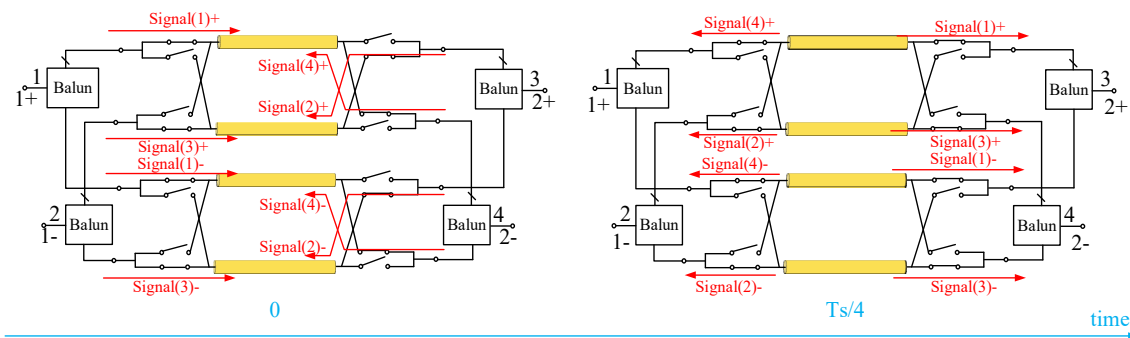 Signal(1)+
Signal(4)+
1
Balun
1+
Signal(2)+
3
Balun
2+
Signal(3)+
Signal(1)-
2
Balun
1-
Signal(4)-
Signal(2)-
4
Balun
2-
Signal(3)-
0
Signal(4)+
Signal(1)+
1
Balun
1+
3
Balun
2+
Signal(2)+
Signal(3)+
Signal(4)-
Signal(1)-
2
Balun
1-
4
Balun
2-
Signal(2)-
Signal(3)-
Ts/4
time